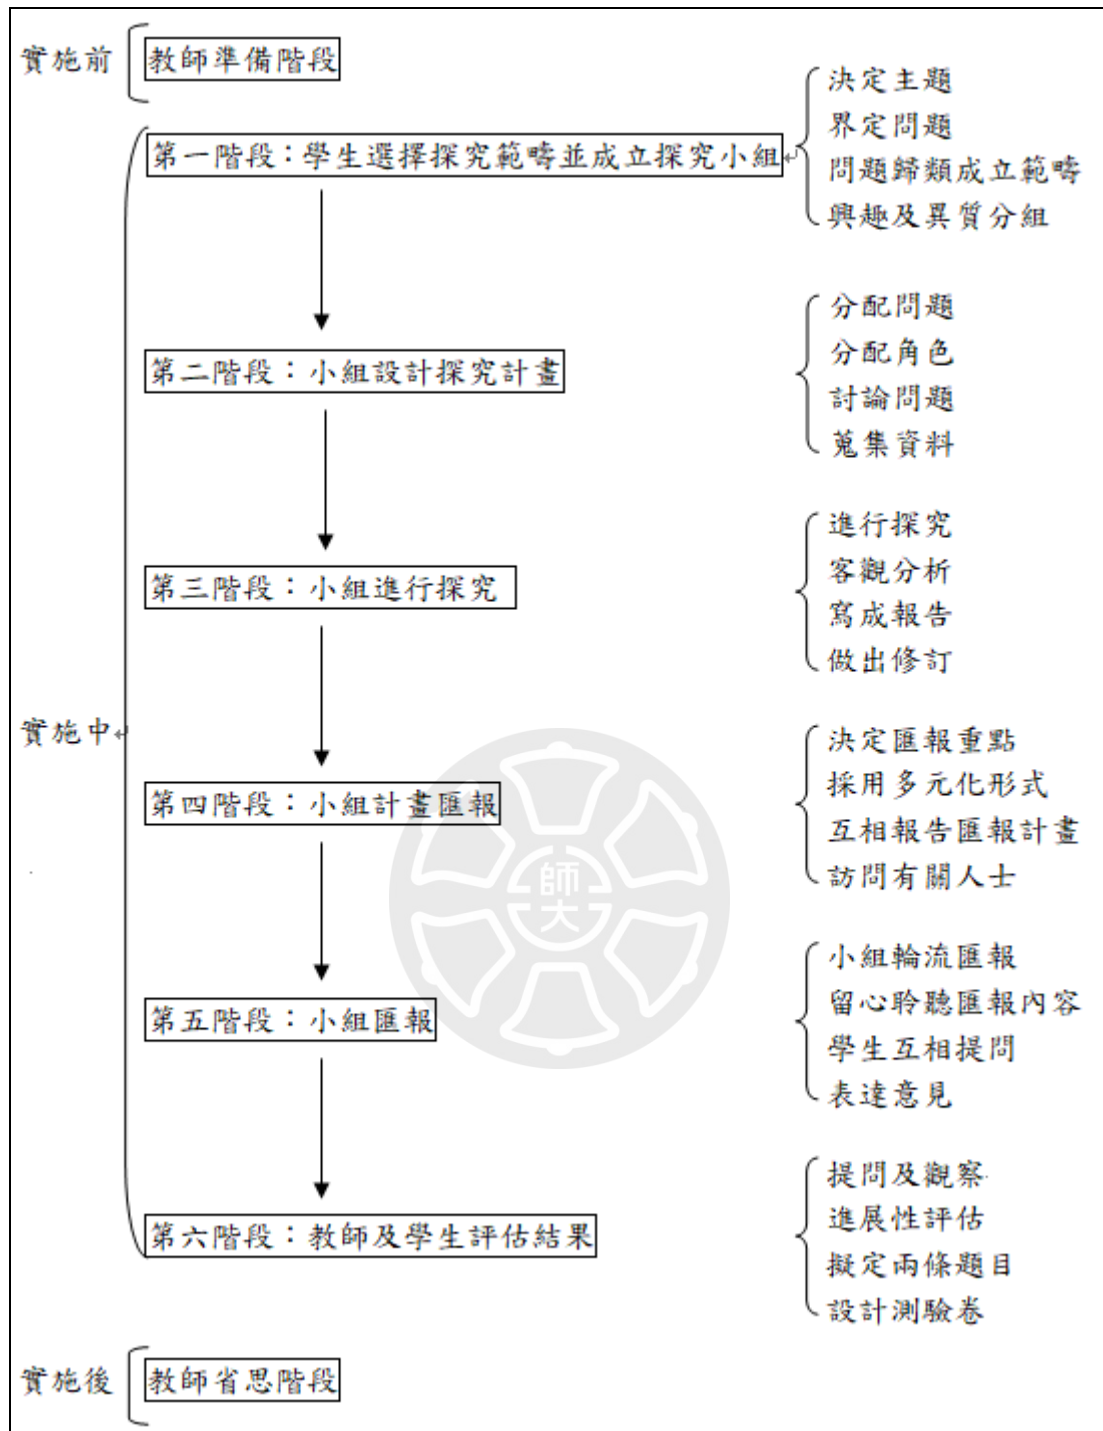 實施前
教師準備階段
第一階段：學生選擇探究範疇並成立探究小組
決定主題
界定問題
問題歸類成立範疇
興趣及異質分組
第二階段：小組設計探究計畫
分配問題
分配角色
討論問題
蒐集資料
第三階段：小組進行探究
進行探究
客觀分析
寫成報告
做出修訂
實施中
第四階段：小組計畫匯報
決定匯報重點
採用多元化形式
互相報告匯報計畫
訪問有關人士
師大
第五階段：小組匯報
小組輪流匯報
留心聆聽匯報內容
學生互相提問
表達意見
第六階段：教師及學生評估結果
提問及觀察
進展性評估
擬定兩條題目
設計測驗卷
實施後
教師省思階段